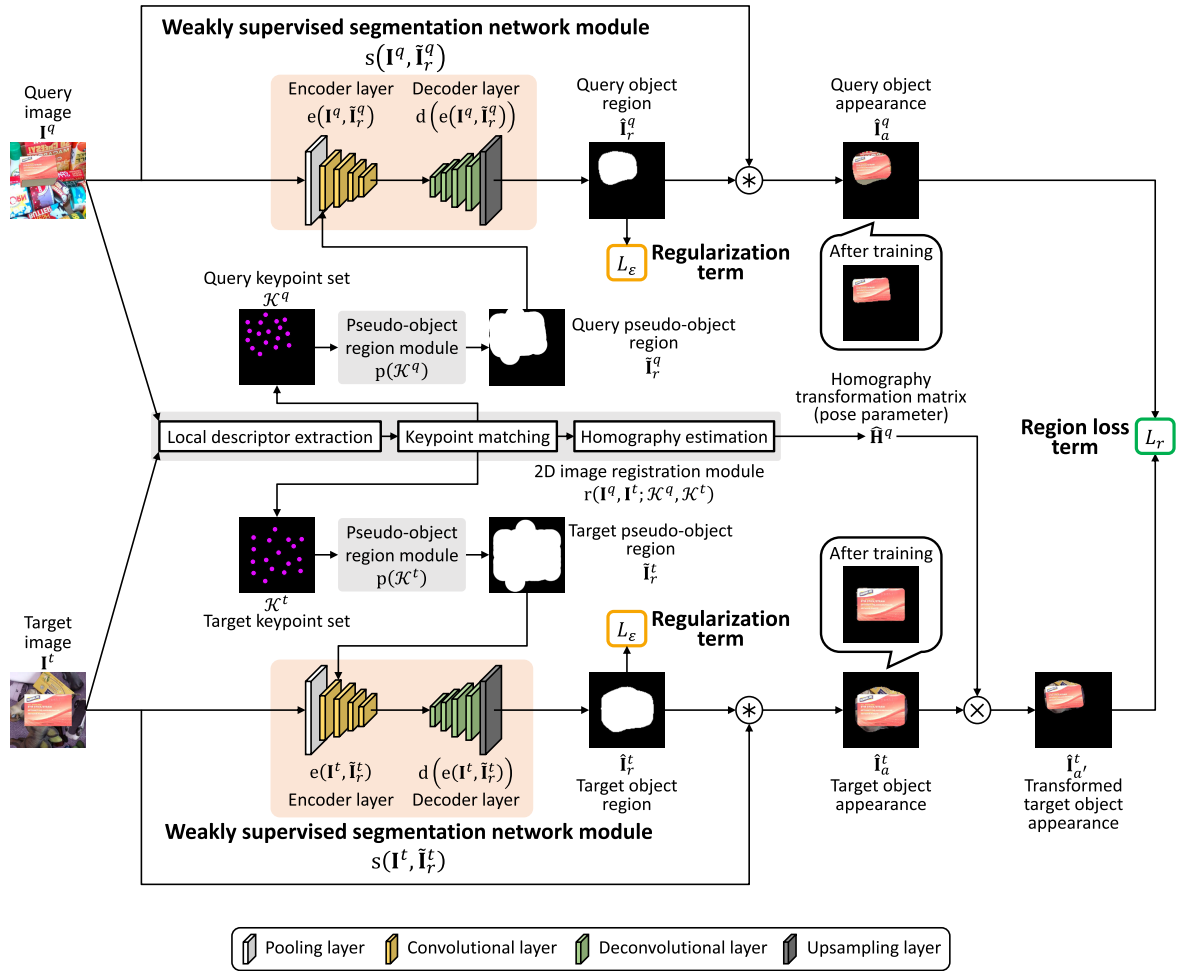 Weakly supervised segmentation network module
s(I^q, Ĩ_r^q)
Encoder layer
e(I^q, Ĩ_r^q)
Decoder layer
d(e(I^q, Ĩ_r^q))
Query
image
I^q
Query object
region
Î_r^q
Query object
appearance
Î_a^q
L_ε
Regularization
term
After training
Query keypoint set
𝒦^q
Pseudo-object
region module
p(𝒦^q)
Query pseudo-object
region
Ĩ_r^q
Homography
transformation matrix
(pose parameter)
Ĥ^q
Local descriptor extraction
Keypoint matching
Homography estimation
2D image registration module
r(I^q, I^t; 𝒦^q, 𝒦^t)
Region loss
term
L_r
Pseudo-object
region module
p(𝒦^t)
Target pseudo-object
region
Ĩ_r^t
𝒦^t
Target keypoint set
After training
L_ε
Regularization
term
Target
image
I^t
e(I^t, Ĩ_r^t)
Encoder layer
d(e(I^t, Ĩ_r^t))
Decoder layer
Î_r^t
Target object
region
Î_a^t
Target object
appearance
Î_a′^t
Transformed
target object
appearance
Weakly supervised segmentation network module
s(I^t, Ĩ_r^t)
Pooling layer
Convolutional layer
Deconvolutional layer
Upsampling layer